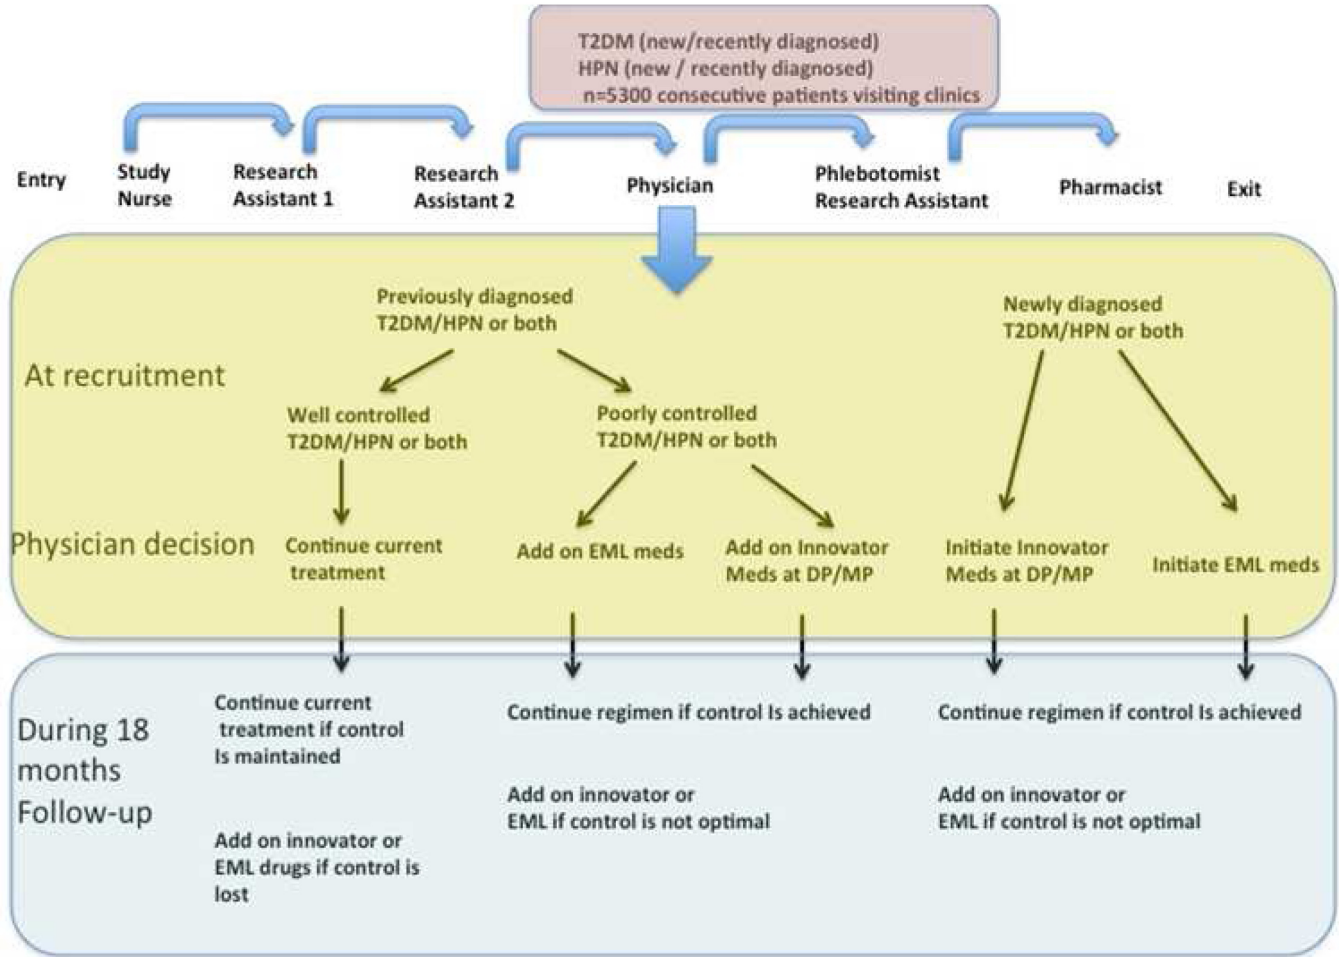 T2DM (new/recently diagnosed)
HPN (new / recently diagnosed)
n=5300 consecutive patients visiting clinics
Entry
Study
Nurse
Research
Assistant 1
Research
Assistant 2
Physician
Phlebotomist
Research Assistant
Pharmacist
Exit
At recruitment
Previously diagnosed
T2DM/HPN or both
Newly diagnosed
T2DM/HPN or both
Well controlled
T2DM/HPN or both
Poorly controlled
T2DM/HPN or both
Physician decision
Continue current
treatment
Add on EML meds
Add on Innovator
Meds at DP/MP
Initiate Innovator
Meds at DP/MP
Initiate EML meds
During 18
months
Follow-up
Continue current
treatment if control
Is maintained
Add on innovator or
EML drugs if control is
lost
Continue regimen if control Is achieved
Add on innovator or
EML if control is not optimal
Continue regimen if control Is achieved
Add on innovator or
EML if control is not optimal